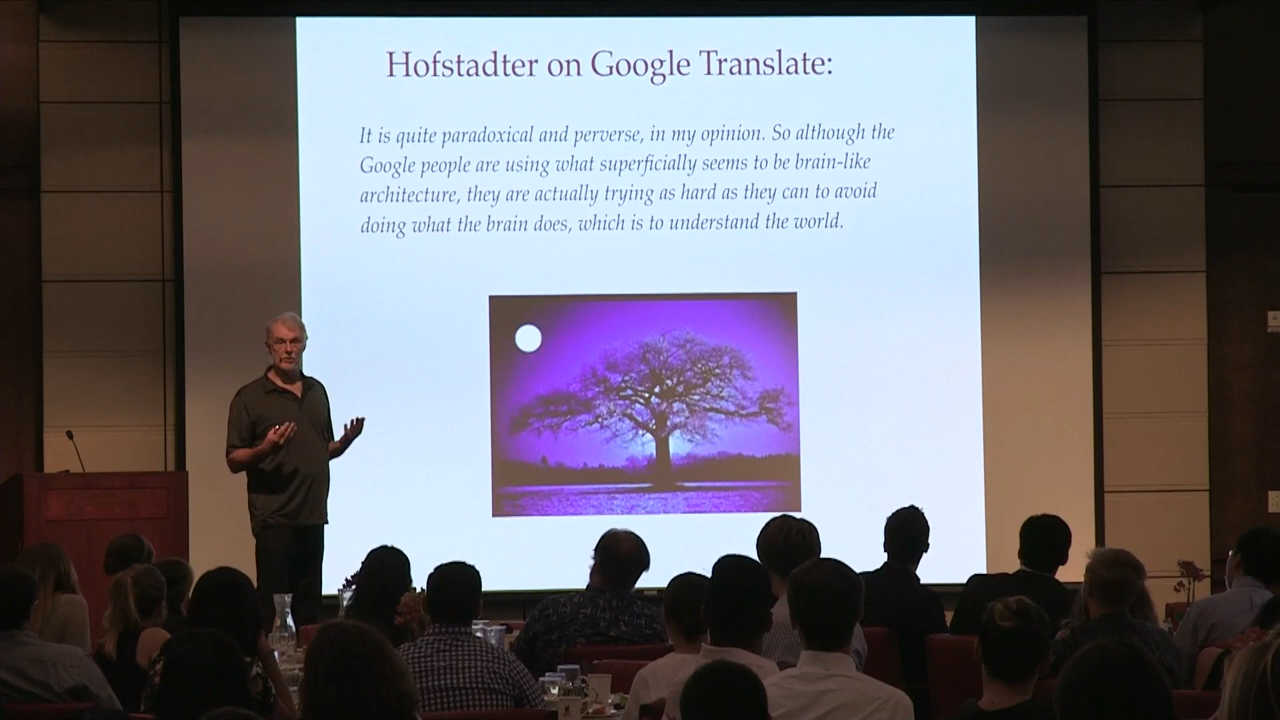 Hofstadter on Google Translate:
It is quite paradoxical and perverse, in my opinion. So although the
Google people are using what superficially seems to be brain-like
architecture, they are actually trying as hard as they can to avoid
doing what the brain does, which is to understand the world.